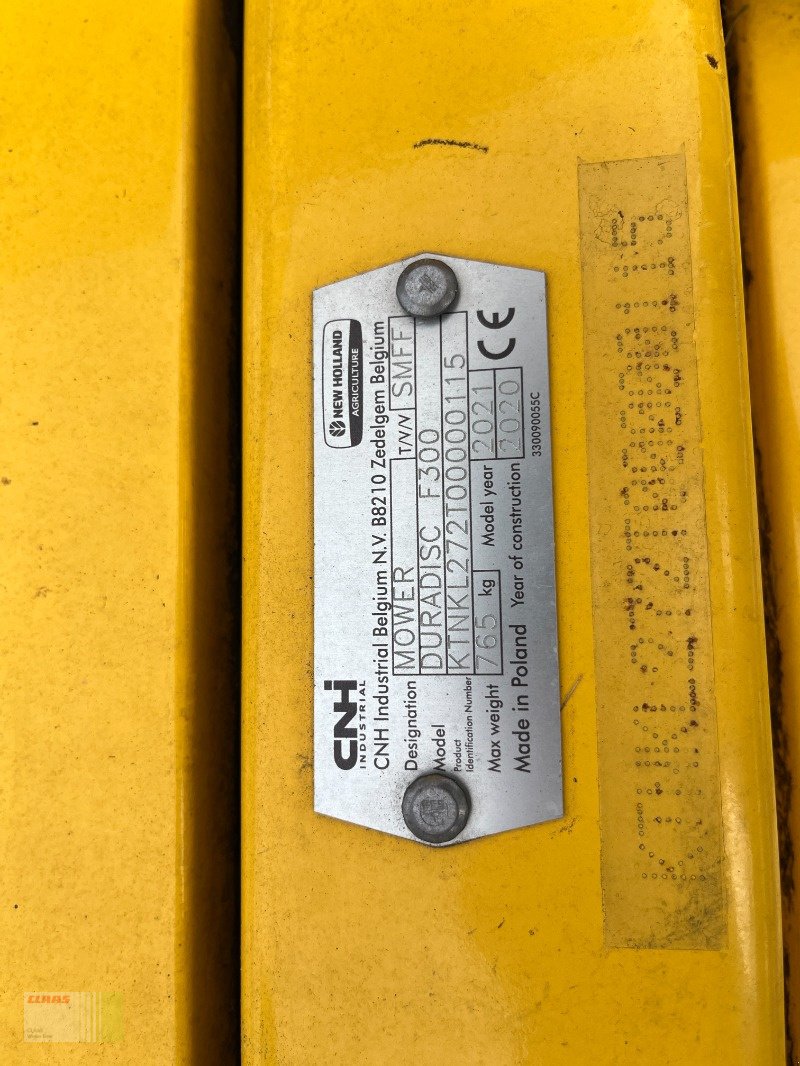 CNH
INDUSTRIAL
NEW HOLLAND
AGRICULTURE
CNH Industrial Belgium N.V. B8210 Zedelgem Belgium
Designation MOWER T/V/V SMFF
Model DURADISC F300
Product
Identification Number KTNKL272T00000115
Max weight 765 kg Model year 2021
Made in Poland Year of construction 2020
CE
330090055C
CLAAS